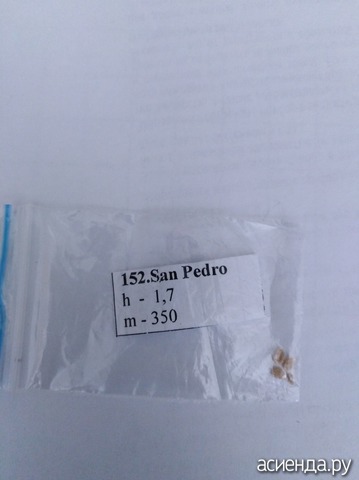 152.San Pedro
h - 1,7
m - 350
асиенда.ру